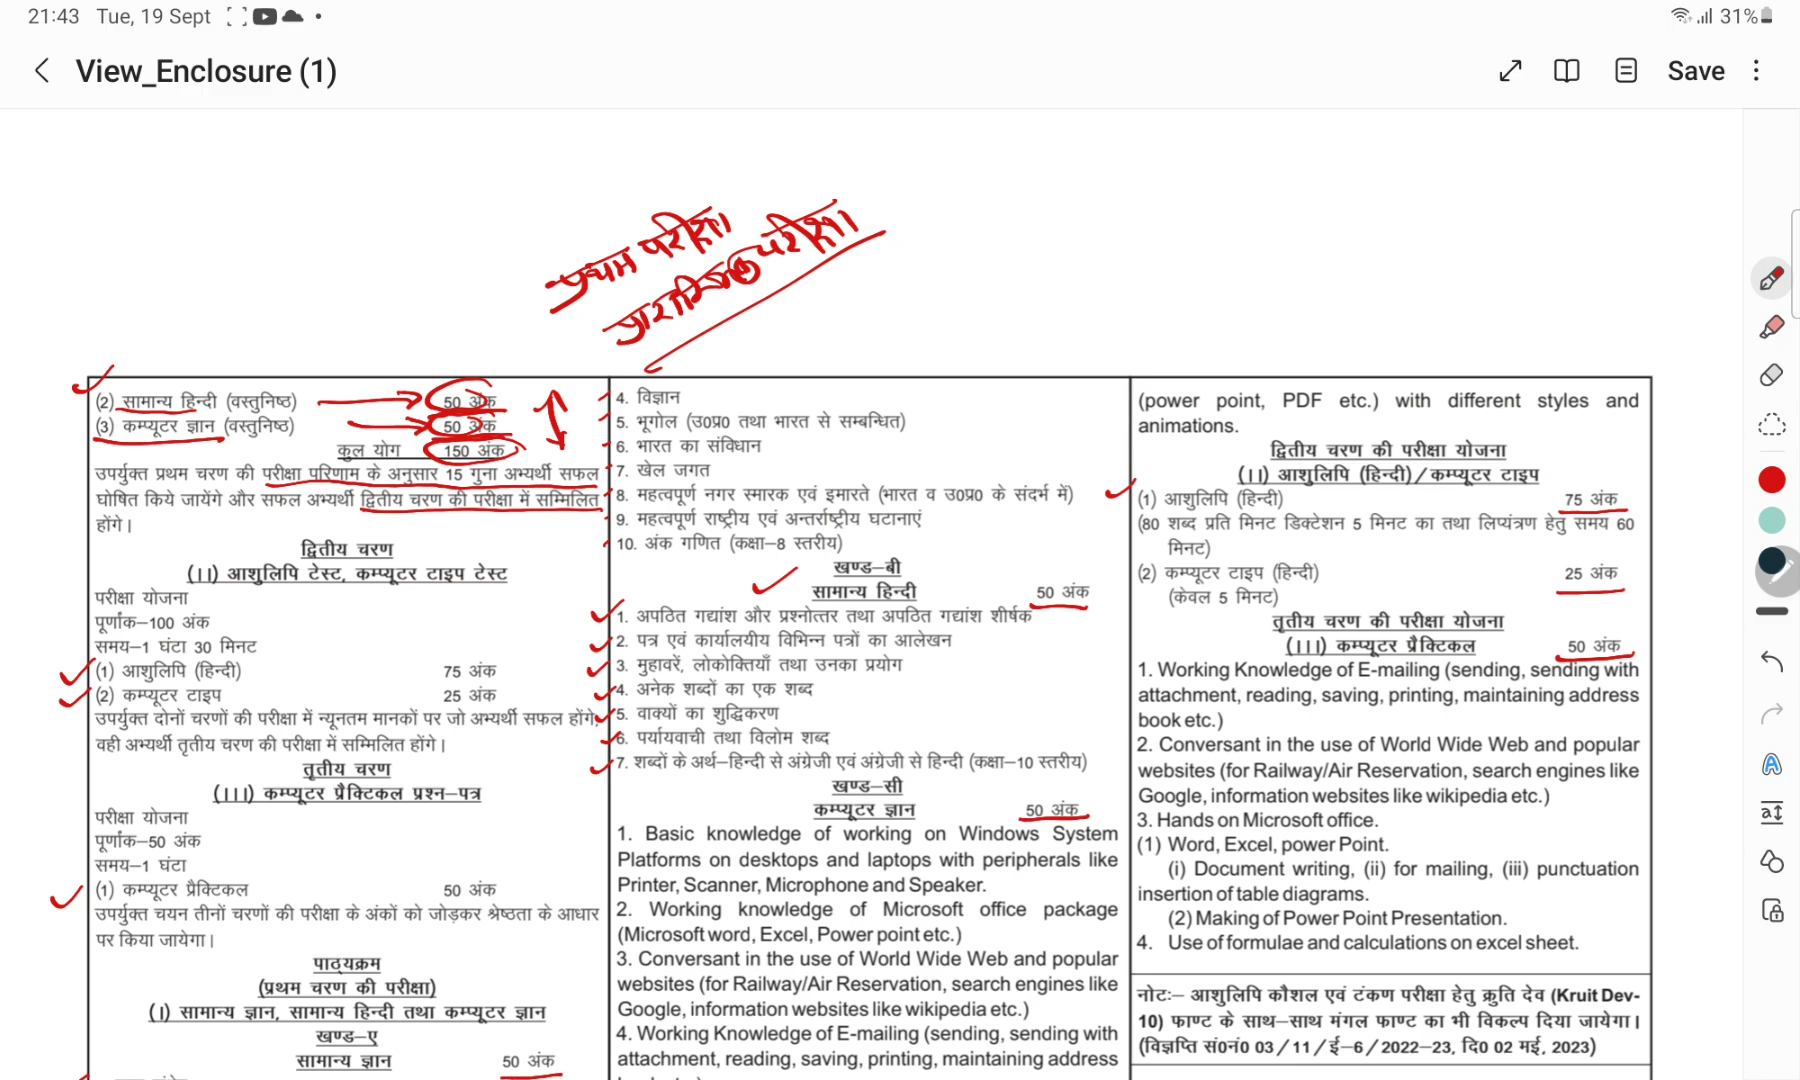 21:43 Tue, 19 Sept
31%
View_Enclosure (1)
Save
प्रथम परीक्षा
प्रारम्भिक परीक्षा
(2) सामान्य हिन्दी (वस्तुनिष्ठ) 50 अंक
(3) कम्प्यूटर ज्ञान (वस्तुनिष्ठ) 50 अंक
कुल योग 150 अंक
उपर्युक्त प्रथम चरण की परीक्षा परिणाम के अनुसार 15 गुना अभ्यर्थी सफल
घोषित किये जायेंगे और सफल अभ्यर्थी द्वितीय चरण की परीक्षा में सम्मिलित
होंगे।
द्वितीय चरण
(II) आशुलिपि टेस्ट, कम्प्यूटर टाइप टेस्ट
परीक्षा योजना
पूर्णांक–100 अंक
समय–1 घंटा 30 मिनट
(1) आशुलिपि (हिन्दी) 75 अंक
(2) कम्प्यूटर टाइप 25 अंक
उपर्युक्त दोनों चरणों की परीक्षा में न्यूनतम मानकों पर जो अभ्यर्थी सफल होंगे,
वही अभ्यर्थी तृतीय चरण की परीक्षा में सम्मिलित होंगे।
तृतीय चरण
(III) कम्प्यूटर प्रैक्टिकल प्रश्न–पत्र
परीक्षा योजना
पूर्णांक–50 अंक
समय–1 घंटा
(1) कम्प्यूटर प्रैक्टिकल 50 अंक
उपर्युक्त चयन तीनों चरणों की परीक्षा के अंकों को जोड़कर श्रेष्ठता के आधार
पर किया जायेगा।
पाठ्यक्रम
(प्रथम चरण की परीक्षा)
(I) सामान्य ज्ञान, सामान्य हिन्दी तथा कम्प्यूटर ज्ञान
खण्ड–ए
सामान्य ज्ञान 50 अंक
4. विज्ञान
5. भूगोल (उ0प्र0 तथा भारत से सम्बन्धित)
6. भारत का संविधान
7. खेल जगत
8. महत्वपूर्ण नगर स्मारक एवं इमारते (भारत व उ0प्र0 के संदर्भ में)
9. महत्वपूर्ण राष्ट्रीय एवं अन्तर्राष्ट्रीय घटानाएं
10. अंक गणित (कक्षा–8 स्तरीय)
खण्ड–बी
सामान्य हिन्दी 50 अंक
1. अपठित गद्यांश और प्रश्नोत्तर तथा अपठित गद्यांश शीर्षक
2. पत्र एवं कार्यालयीय विभिन्न पत्रों का आलेखन
3. मुहावरें, लोकोक्तियाँ तथा उनका प्रयोग
4. अनेक शब्दों का एक शब्द
5. वाक्यों का शुद्धिकरण
6. पर्यायवाची तथा विलोम शब्द
7. शब्दों के अर्थ–हिन्दी से अंग्रेजी एवं अंग्रेजी से हिन्दी (कक्षा–10 स्तरीय)
खण्ड–सी
कम्प्यूटर ज्ञान 50 अंक
1. Basic knowledge of working on Windows System
Platforms on desktops and laptops with peripherals like
Printer, Scanner, Microphone and Speaker.
2. Working knowledge of Microsoft office package
(Microsoft word, Excel, Power point etc.)
3. Conversant in the use of World Wide Web and popular
websites (for Railway/Air Reservation, search engines like
Google, information websites like wikipedia etc.)
4. Working Knowledge of E-mailing (sending, sending with
attachment, reading, saving, printing, maintaining address
(power point, PDF etc.) with different styles and
animations.
द्वितीय चरण की परीक्षा योजना
(II) आशुलिपि (हिन्दी)/कम्प्यूटर टाइप
(1) आशुलिपि (हिन्दी) 75 अंक
(80 शब्द प्रति मिनट डिक्टेशन 5 मिनट का तथा लिप्यंत्रण हेतु समय 60
मिनट)
(2) कम्प्यूटर टाइप (हिन्दी) 25 अंक
(केवल 5 मिनट)
तृतीय चरण की परीक्षा योजना
(III) कम्प्यूटर प्रैक्टिकल 50 अंक
1. Working Knowledge of E-mailing (sending, sending with
attachment, reading, saving, printing, maintaining address
book etc.)
2. Conversant in the use of World Wide Web and popular
websites (for Railway/Air Reservation, search engines like
Google, information websites like wikipedia etc.)
3. Hands on Microsoft office.
(1) Word, Excel, power Point.
(i) Document writing, (ii) for mailing, (iii) punctuation
insertion of table diagrams.
(2) Making of Power Point Presentation.
4. Use of formulae and calculations on excel sheet.
नोटः– आशुलिपि कौशल एवं टंकण परीक्षा हेतु क्रुति देव (Kruit Dev-
10) फाण्ट के साथ–साथ मंगल फाण्ट का भी विकल्प दिया जायेगा।
(विज्ञप्ति सं0नं0 03/11/ई–6/2022–23, दि0 02 मई, 2023)